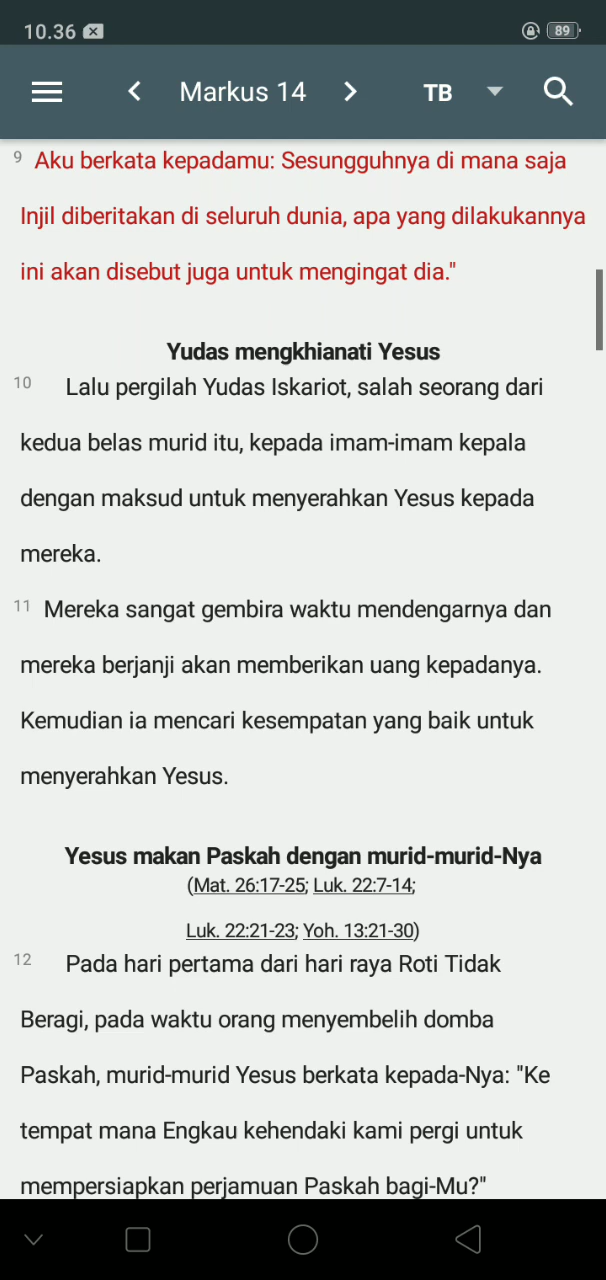 10.36
89
Markus 14
TB
9 Aku berkata kepadamu: Sesungguhnya di mana saja
Injil diberitakan di seluruh dunia, apa yang dilakukannya
ini akan disebut juga untuk mengingat dia."
Yudas mengkhianati Yesus
10 Lalu pergilah Yudas Iskariot, salah seorang dari
kedua belas murid itu, kepada imam-imam kepala
dengan maksud untuk menyerahkan Yesus kepada
mereka.
11 Mereka sangat gembira waktu mendengarnya dan
mereka berjanji akan memberikan uang kepadanya.
Kemudian ia mencari kesempatan yang baik untuk
menyerahkan Yesus.
Yesus makan Paskah dengan murid-murid-Nya
(Mat. 26:17-25; Luk. 22:7-14;
Luk. 22:21-23; Yoh. 13:21-30)
12 Pada hari pertama dari hari raya Roti Tidak
Beragi, pada waktu orang menyembelih domba
Paskah, murid-murid Yesus berkata kepada-Nya: "Ke
tempat mana Engkau kehendaki kami pergi untuk
mempersiapkan perjamuan Paskah bagi-Mu?"